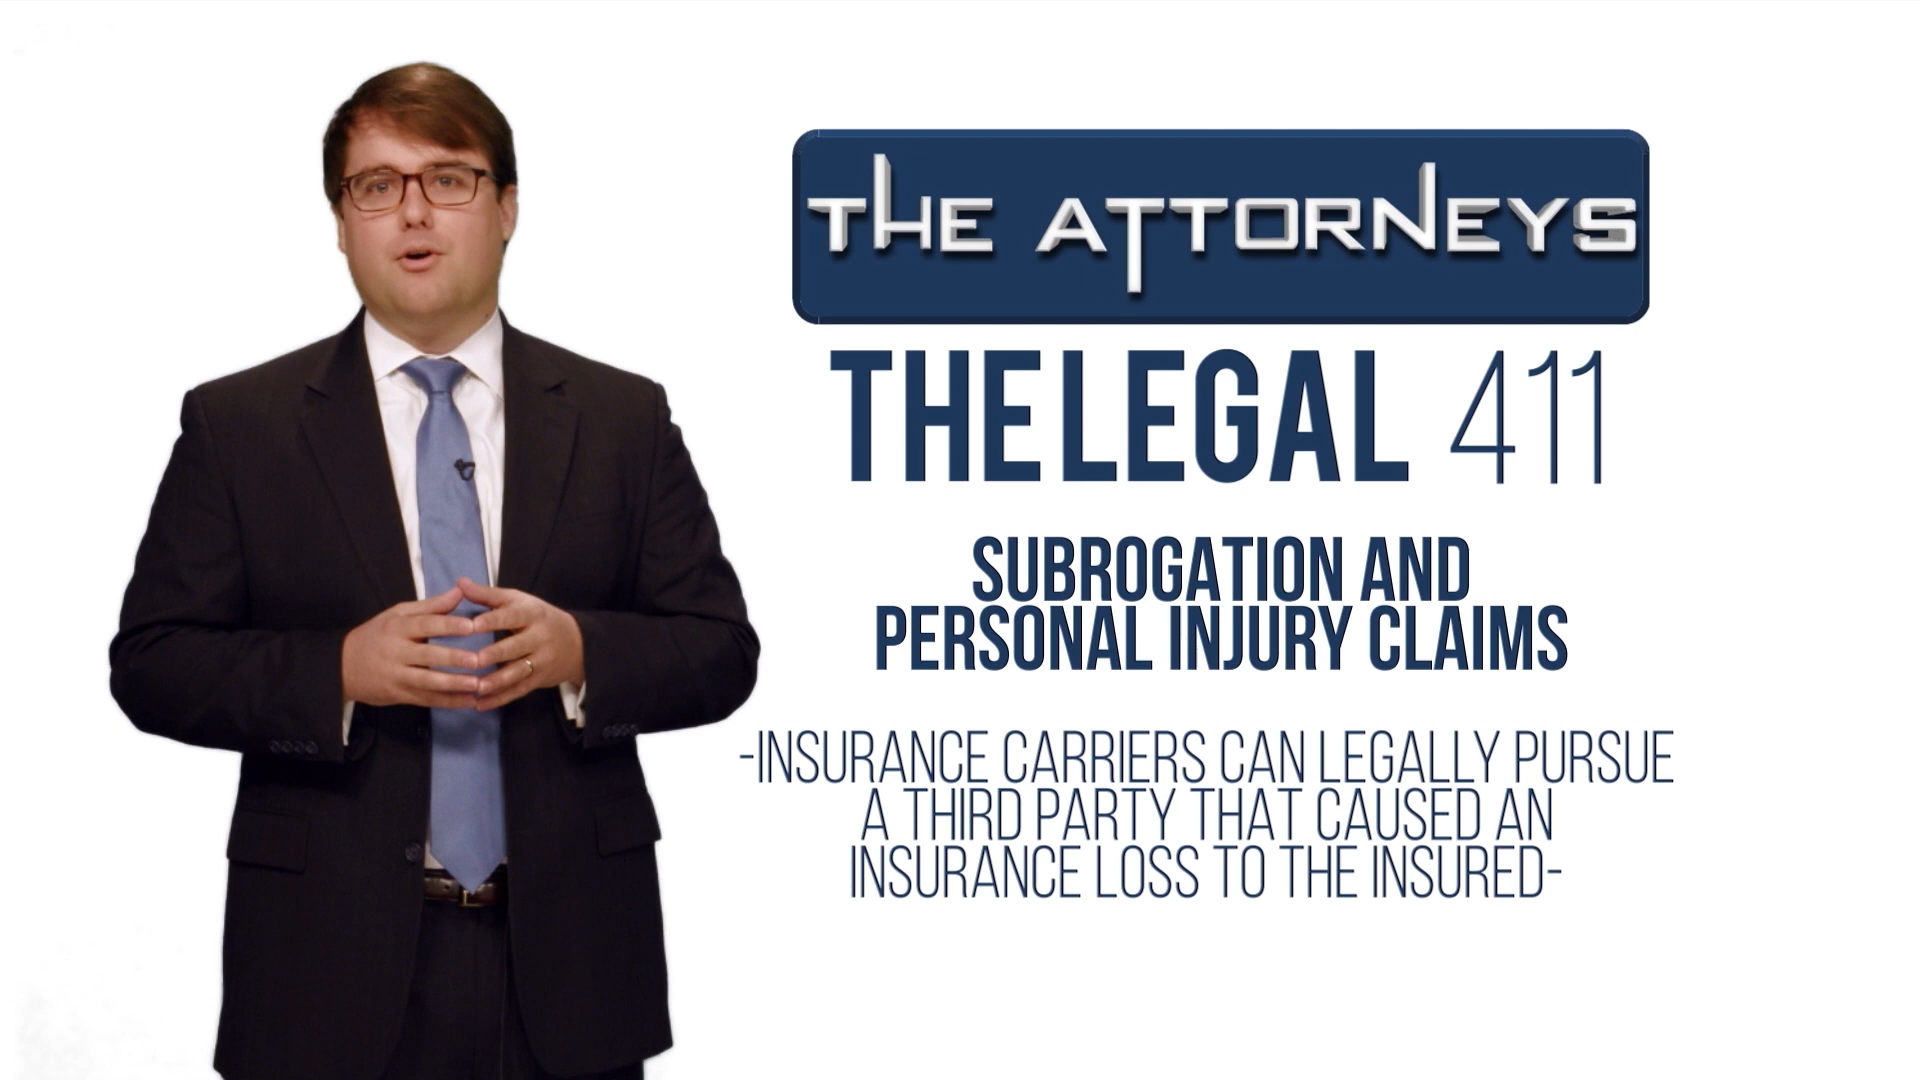 THE ATTORNEYS
THE LEGAL 411
SUBROGATION AND
PERSONAL INJURY CLAIMS
-INSURANCE CARRIERS CAN LEGALLY PURSUE
A THIRD PARTY THAT CAUSED AN
INSURANCE LOSS TO THE INSURED-